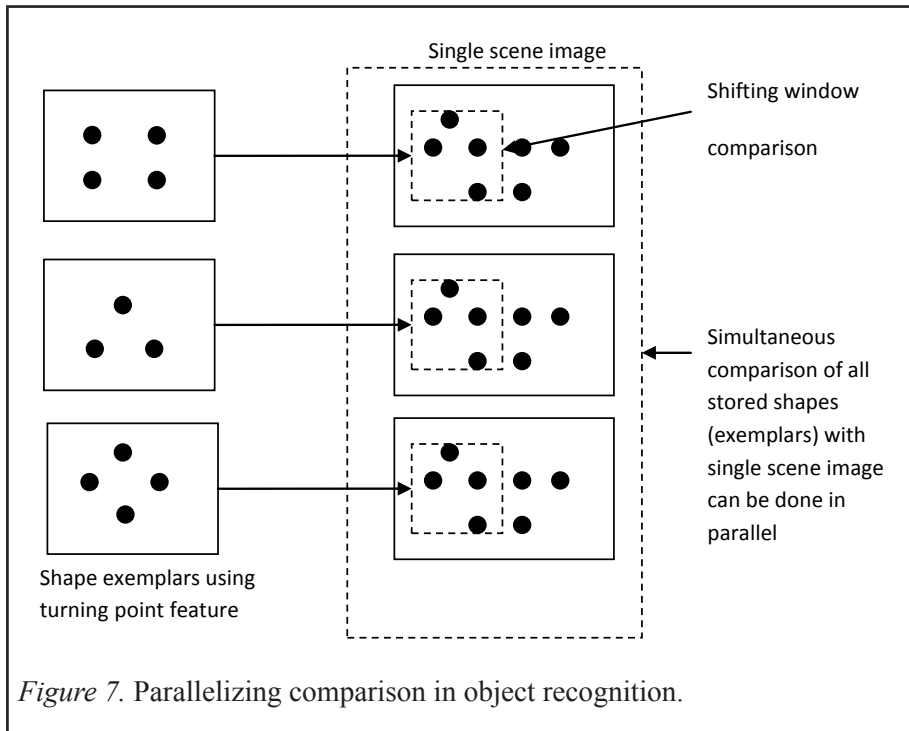 Single scene image
Shifting window
comparison
Simultaneous
comparison of all
stored shapes
(exemplars) with
single scene image
can be done in
parallel
Shape exemplars using
turning point feature
Figure 7. Parallelizing comparison in object recognition.